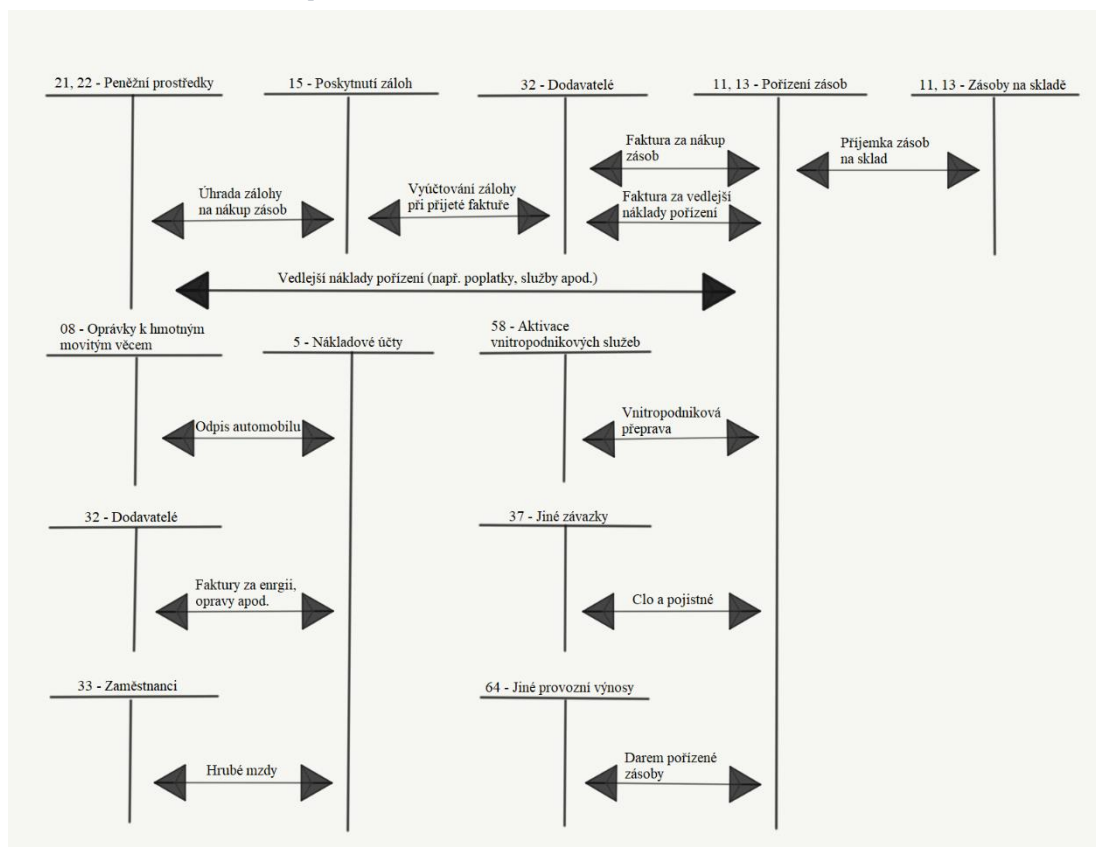 21, 22 - Peněžní prostředky
15 - Poskytnutí záloh
32 - Dodavatelé
11, 13 - Pořízení zásob
11, 13 - Zásoby na skladě
Faktura za nákup
zásob
Příjemka zásob
na sklad
Úhrada zálohy
na nákup zásob
Vyúčtování zálohy
při přijeté faktuře
Faktura za vedlejší
náklady pořízení
Vedlejší náklady pořízení (např. poplatky, služby apod.)
08 - Oprávky k hmotným
movitým věcem
5 - Nákladové účty
58 - Aktivace
vnitropodnikových služeb
Odpis automobilu
Vnitropodniková
přeprava
32 - Dodavatelé
37 - Jiné závazky
Faktury za enrgii,
opravy apod.
Clo a pojistné
33 - Zaměstnanci
64 - Jiné provozní výnosy
Hrubé mzdy
Darem pořízené
zásoby